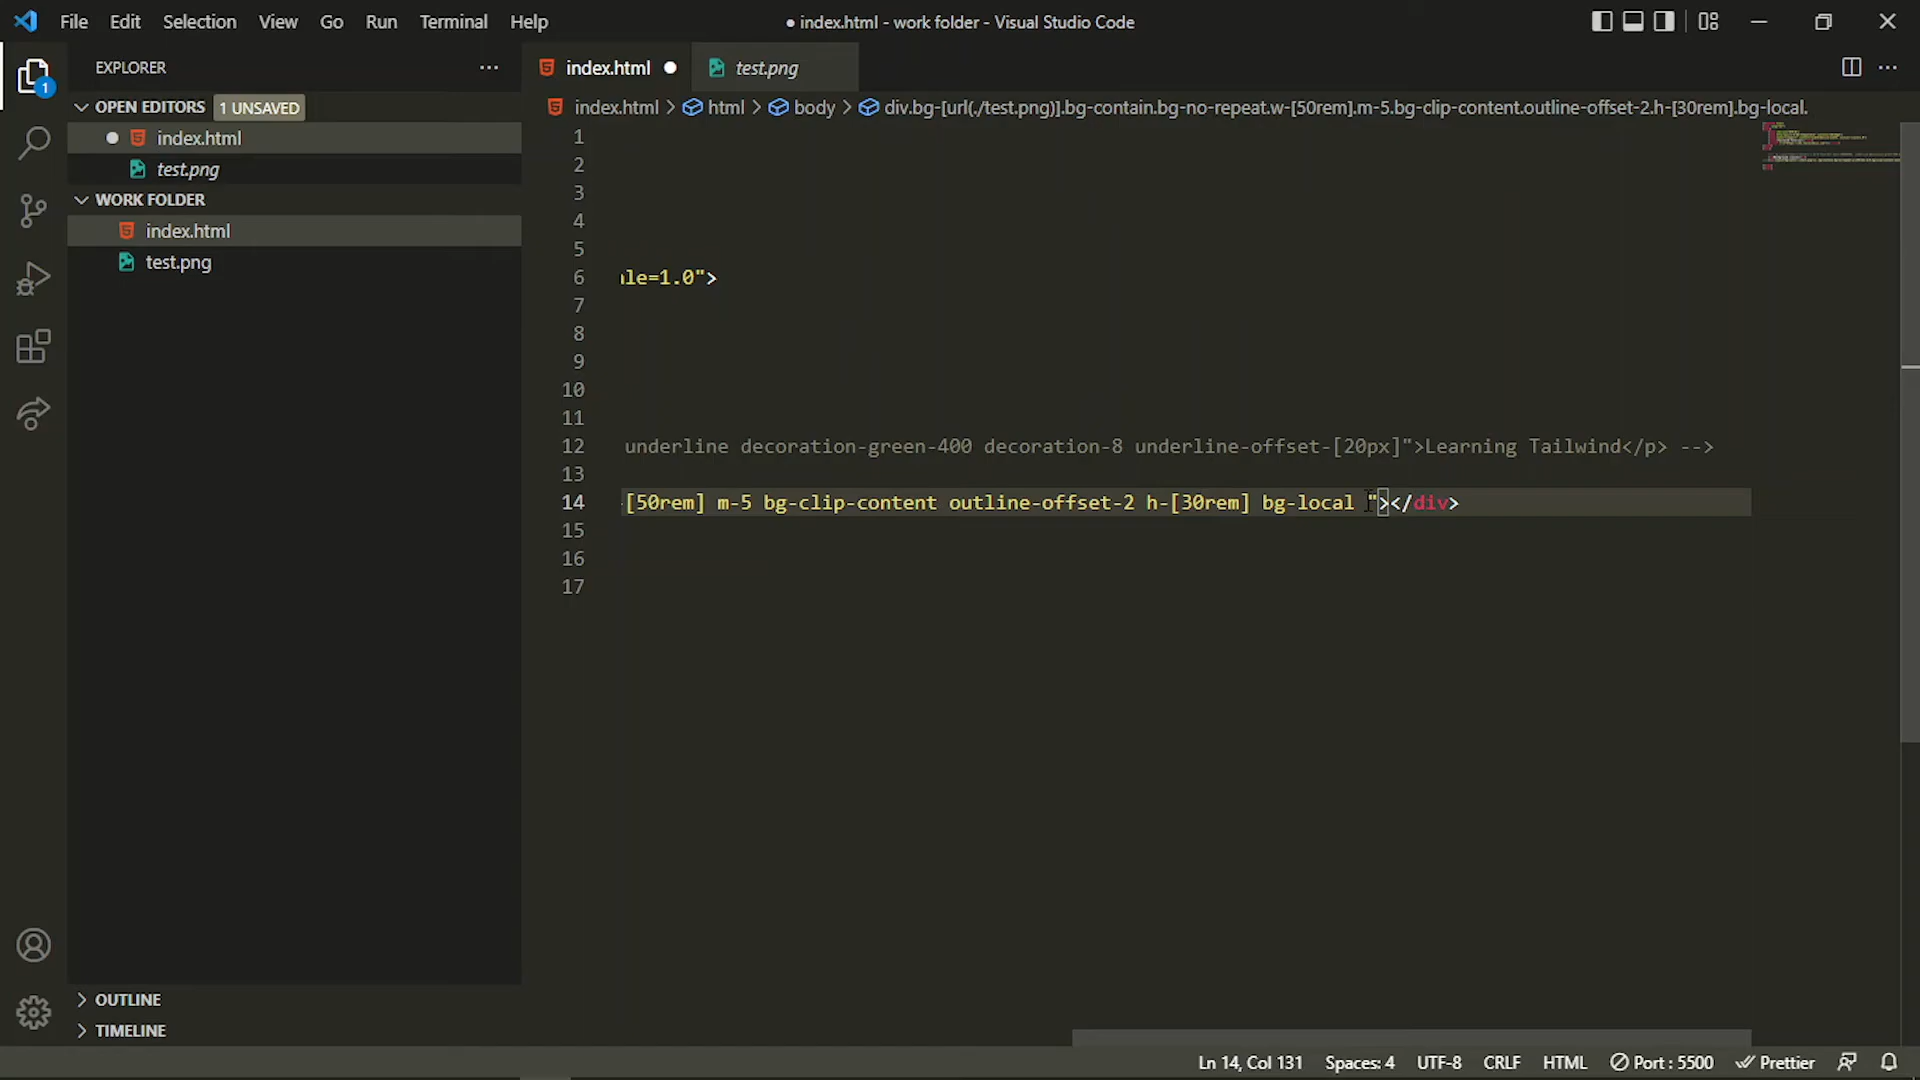 File Edit Selection View Go Run Terminal Help
● index.html - work folder - Visual Studio Code
EXPLORER
index.html
test.png
OPEN EDITORS 1 UNSAVED
index.html > html > body > div.bg-[url(./test.png)].bg-contain.bg-no-repeat.w-[50rem].m-5.bg-clip-content.outline-offset-2.h-[30rem].bg-local.
index.html
test.png
WORK FOLDER
index.html
test.png
1
2
3
4
5
6 ale=1.0">
7
8
9
10
11
12 underline decoration-green-400 decoration-8 underline-offset-[20px]">Learning Tailwind</p> -->
13
14 [50rem] m-5 bg-clip-content outline-offset-2 h-[30rem] bg-local "></div>
15
16
17
1
OUTLINE
TIMELINE
Ln 14, Col 131 Spaces: 4 UTF-8 CRLF HTML Port : 5500 Prettier